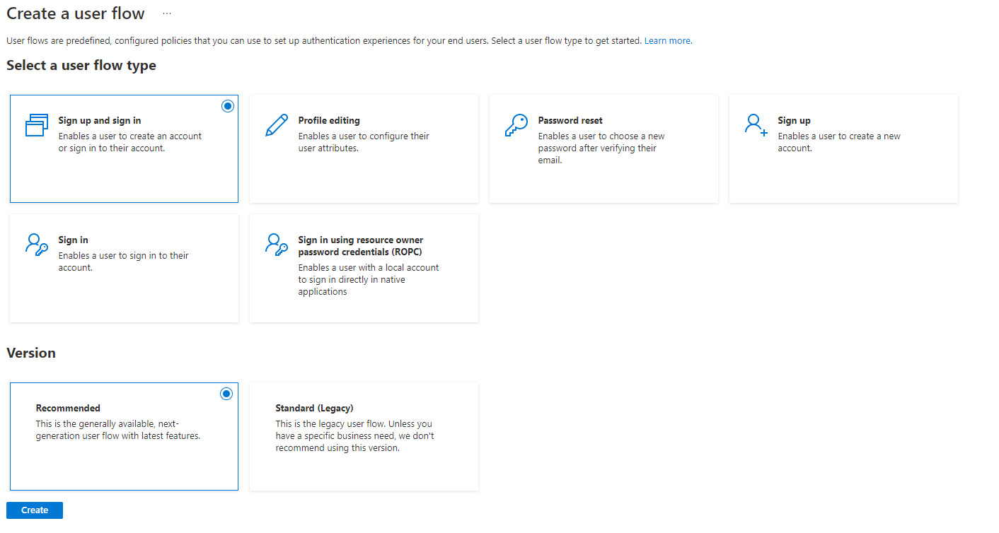 Create a user flow ...
User flows are predefined, configured policies that you can use to set up authentication experiences for your end users. Select a user flow type to get started. Learn more.
Select a user flow type
Sign up and sign in
Enables a user to create an account
or sign in to their account.
Profile editing
Enables a user to configure their
user attributes.
Password reset
Enables a user to choose a new
password after verifying their
email.
Sign up
Enables a user to create a new
account.
Sign in
Enables a user to sign in to their
account.
Sign in using resource owner
password credentials (ROPC)
Enables a user with a local account
to sign in directly in native
applications
Version
Recommended
This is the generally available, next-
generation user flow with latest features.
Standard (Legacy)
This is the legacy user flow. Unless you
have a specific business need, we don't
recommend using this version.
Create